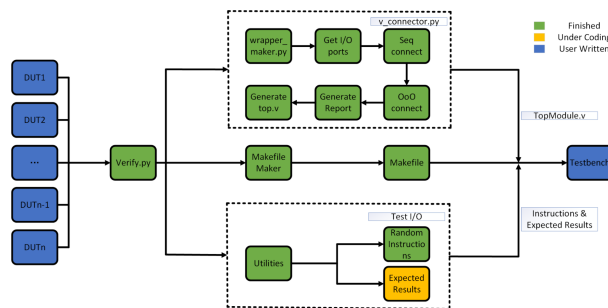 v_connector.py
Finished
Under Coding
User Written
wrapper_
maker.py
Get I/O
ports
Seq
connect
Generate
top.v
Generate
Report
OoO
connect
DUT1
DUT2
...
DUTn-1
DUTn
Verify.py
Makefile
Maker
Makefile
TopModule.v
Testbench
Instructions &
Expected Results
Test I/O
Utilities
Random
Instructio
ns
Expected
Results